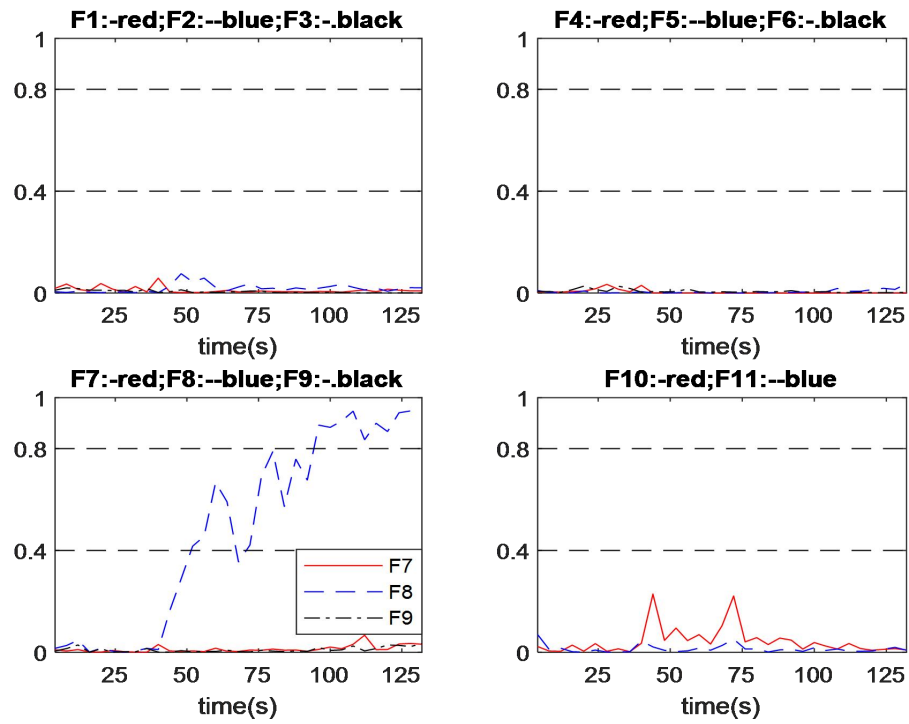 F1:-red;F2:--blue;F3:-.black
1
0.8
0.4
0
25 50 75 100 125
time(s)
F4:-red;F5:--blue;F6:-.black
1
0.8
0.4
0
25 50 75 100 125
time(s)
F7:-red;F8:--blue;F9:-.black
1
0.8
0.4
0
F7
F8
F9
25 50 75 100 125
time(s)
F10:-red;F11:--blue
1
0.8
0.4
0
25 50 75 100 125
time(s)